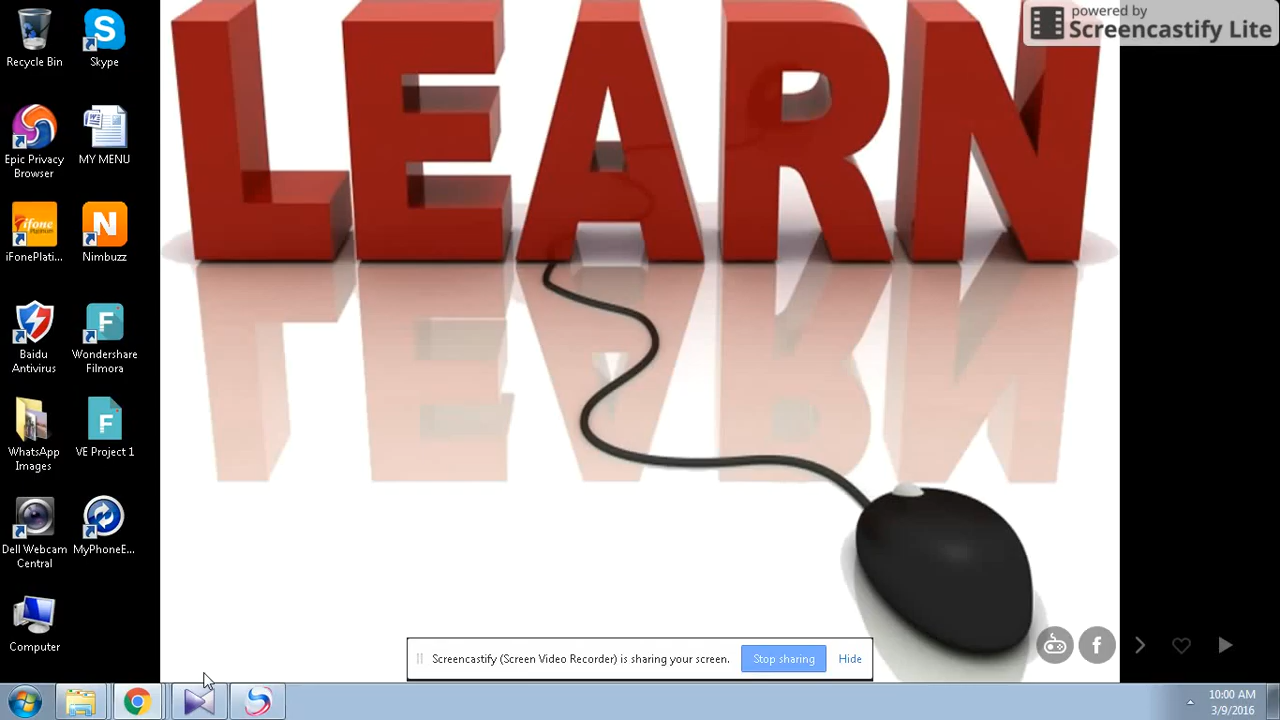 LEARN
powered by
Screencastify Lite
Recycle Bin
Skype
Epic Privacy
Browser
MY MENU
ifone
Platinum
iFonePlati...
N
Nimbuzz
Baidu
Antivirus
F
Wondershare
Filmora
WhatsApp
Images
F
VE Project 1
Dell Webcam
Central
MyPhoneE...
Computer
Screencastify (Screen Video Recorder) is sharing your screen.
Stop sharing
Hide
f
10:00 AM
3/9/2016